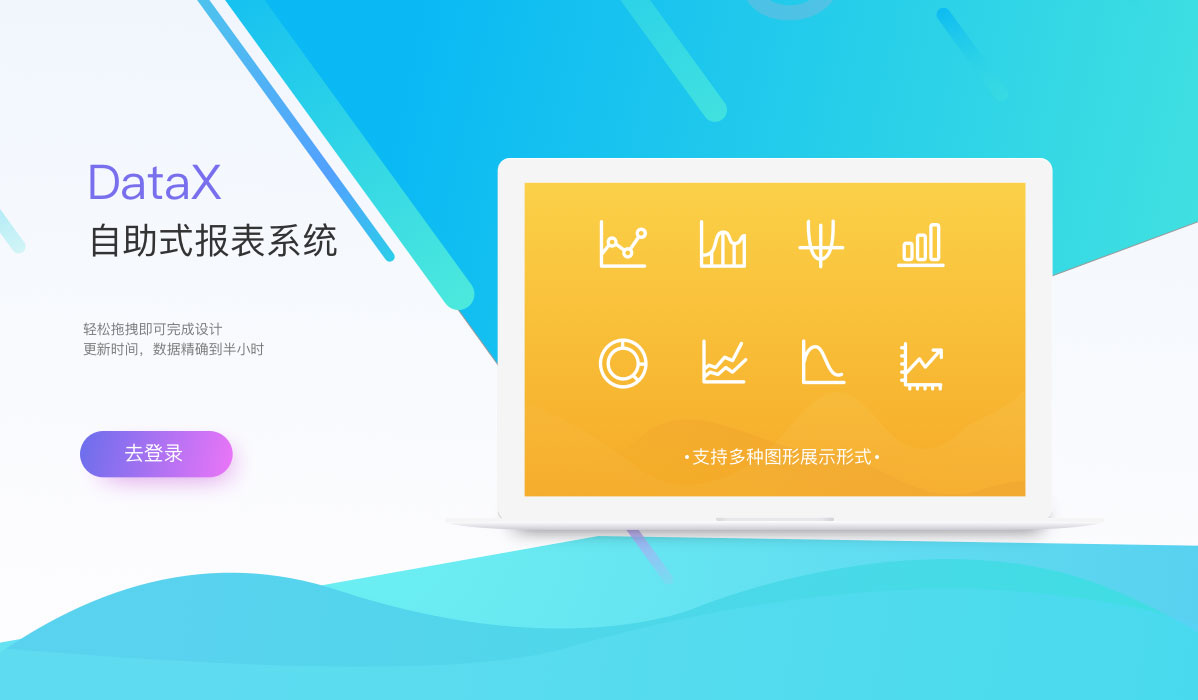 DataX
自助式报表系统
轻松拖拽即可完成设计
更新时间，数据精确到半小时
去登录
•支持多种图形展示形式•